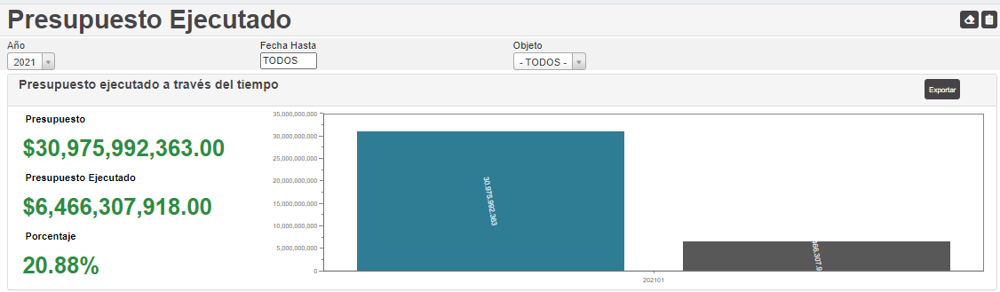 Presupuesto Ejecutado
Año
Fecha Hasta
Objeto
2021
TODOS
- TODOS -
Presupuesto ejecutado a través del tiempo
Exportar
Presupuesto
$30,975,992,363.00
Presupuesto Ejecutado
$6,466,307,918.00
Porcentaje
20.88%
35,000,000,000
30,000,000,000
25,000,000,000
20,000,000,000
15,000,000,000
10,000,000,000
5,000,000,000
0
30,975,992,363
466,307,9
202101